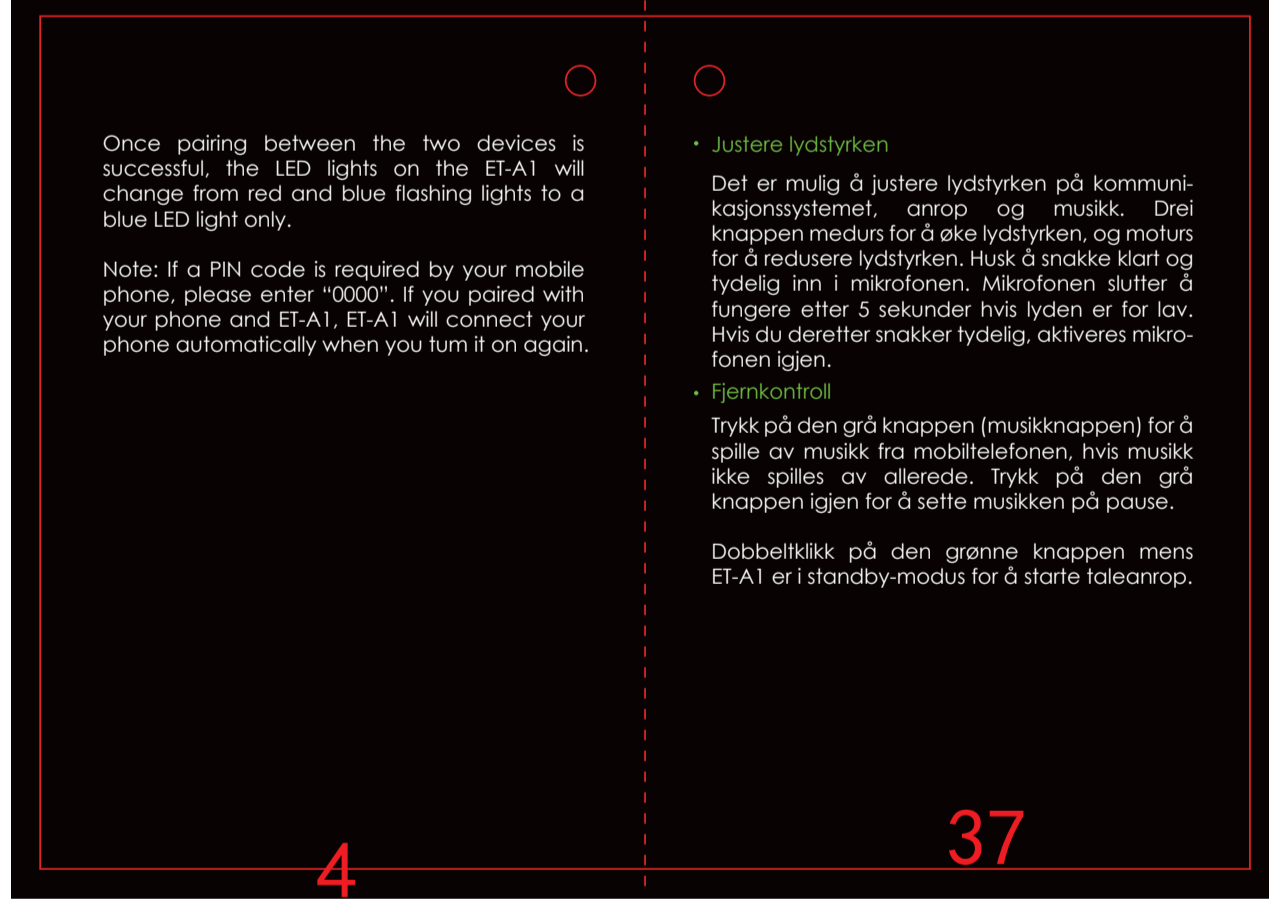 Once pairing between the two devices is
successful, the LED lights on the ET-A1 will
change from red and blue flashing lights to a
blue LED light only.
Note: If a PIN code is required by your mobile
phone, please enter “0000”. If you paired with
your phone and ET-A1, ET-A1 will connect your
phone automatically when you tum it on again.
4
• Justere lydstyrken
Det er mulig å justere lydstyrken på kommuni-
kasjonssystemet, anrop og musikk. Drei
knappen medurs for å øke lydstyrken, og moturs
for å redusere lydstyrken. Husk å snakke klart og
tydelig inn i mikrofonen. Mikrofonen slutter å
fungere etter 5 sekunder hvis lyden er for lav.
Hvis du deretter snakker tydelig, aktiveres mikro-
fonen igjen.
• Fjernkontroll
Trykk på den grå knappen (musikknappen) for å
spille av musikk fra mobiltelefonen, hvis musikk
ikke spilles av allerede. Trykk på den grå
knappen igjen for å sette musikken på pause.
Dobbeltklikk på den grønne knappen mens
ET-A1 er i standby-modus for å starte taleanrop.
37